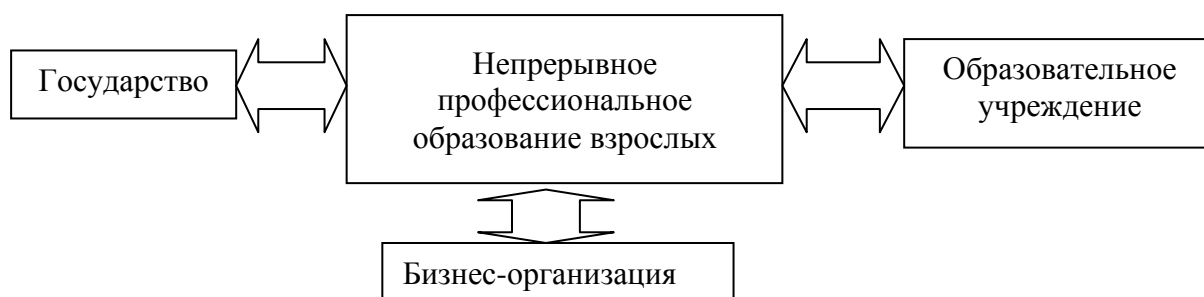 Государство
Непрерывное
профессиональное
образование взрослых
Образовательное
учреждение
Бизнес-организация